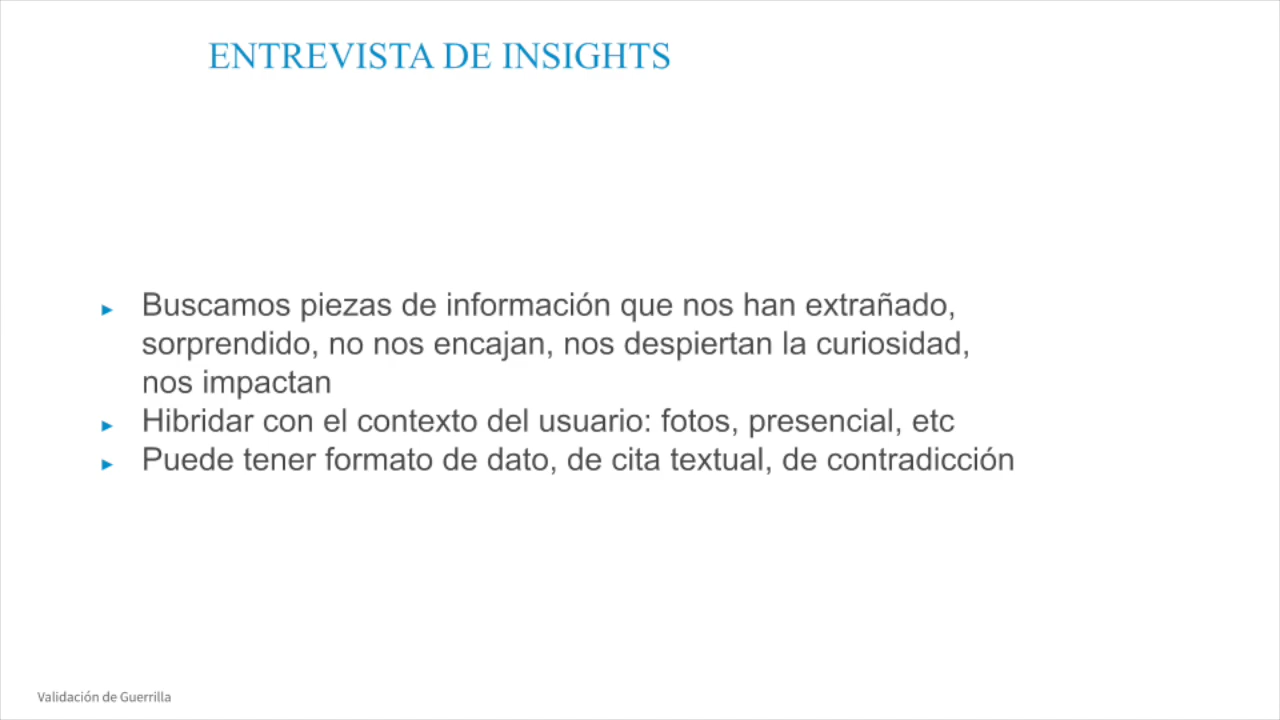 ENTREVISTA DE INSIGHTS
► Buscamos piezas de información que nos han extrañado,
sorprendido, no nos encajan, nos despiertan la curiosidad,
nos impactan
► Hibridar con el contexto del usuario: fotos, presencial, etc
► Puede tener formato de dato, de cita textual, de contradicción
Validación de Guerrilla